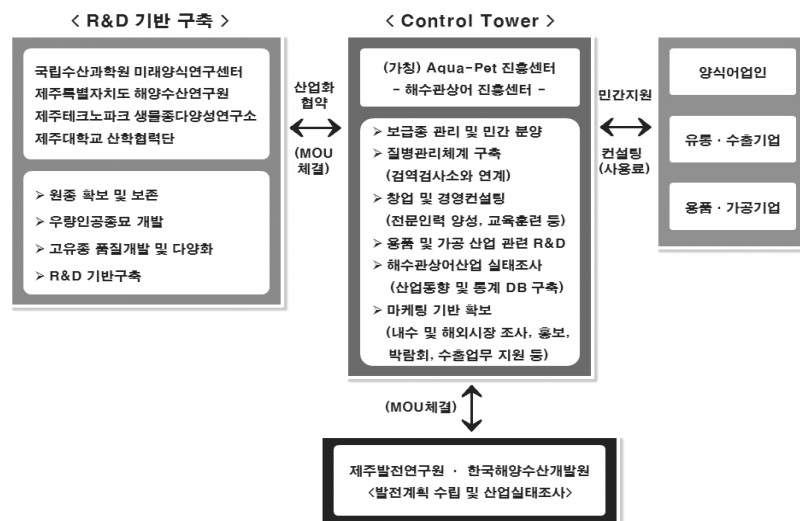 < R&D 기반 구축 >
국립수산과학원 미래양식연구센터
제주특별자치도 해양수산연구원
제주테크노파크 생물종다양성연구소
제주대학교 산학협력단
➢ 원종 확보 및 보존
➢ 우량인공종묘 개발
➢ 고유종 품질개발 및 다양화
➢ R&D 기반구축
산업화
협약
(MOU
체결)
< Control Tower >
(가칭) Aqua-Pet 진흥센터
- 해수관상어 진흥센터 -
➢ 보급종 관리 및 민간 분양
➢ 질병관리체계 구축
(검역검사소와 연계)
➢ 창업 및 경영컨설팅
(전문인력 양성, 교육훈련 등)
➢ 용품 및 가공 산업 관련 R&D
➢ 해수관상어산업 실태조사
(산업동향 및 통계 DB 구축)
➢ 마케팅 기반 확보
(내수 및 해외시장 조사, 홍보,
박람회, 수출업무 지원 등)
민간지원
컨설팅
(사용료)
양식어업인
유통 · 수출기업
용품 · 가공기업
(MOU체결)
제주발전연구원 · 한국해양수산개발원
<발전계획 수립 및 산업실태조사>